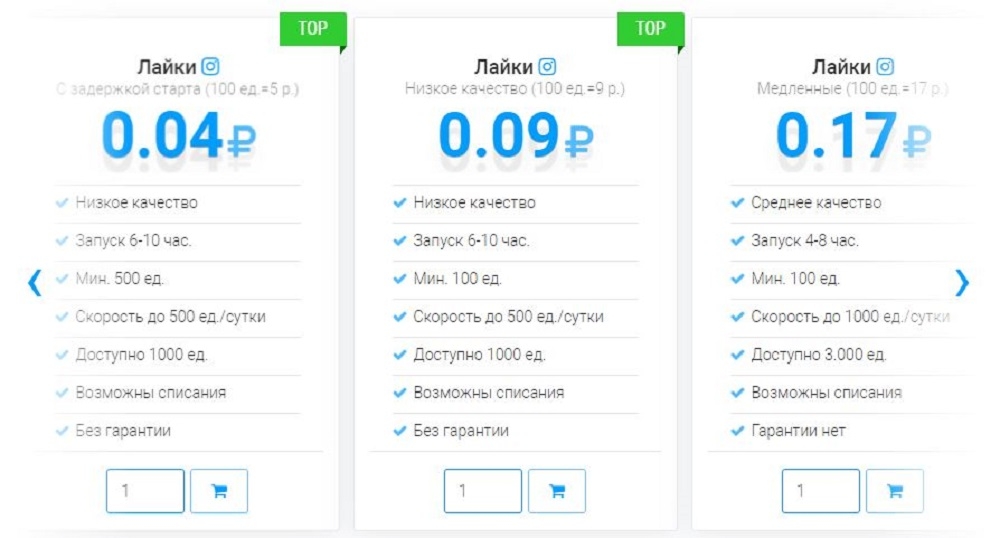 TOP
Лайки
С задержкой старта (100 ед.=5 р.)
0.04₽
Низкое качество
Запуск 6-10 час.
Мин. 500 ед.
Скорость до 500 ед./сутки
Доступно 1000 ед.
Возможны списания
Без гарантии
1
TOP
Лайки
Низкое качество (100 ед.=9 р.)
0.09₽
Низкое качество
Запуск 6-10 час.
Мин. 100 ед.
Скорость до 500 ед./сутки
Доступно 1000 ед.
Возможны списания
Без гарантии
1
Лайки
Медленные (100 ед.=17 р.)
0.17₽
Среднее качество
Запуск 4-8 час.
Мин. 100 ед.
Скорость до 1000 ед./сутки
Доступно 3.000 ед.
Возможны списания
Гарантии нет
1